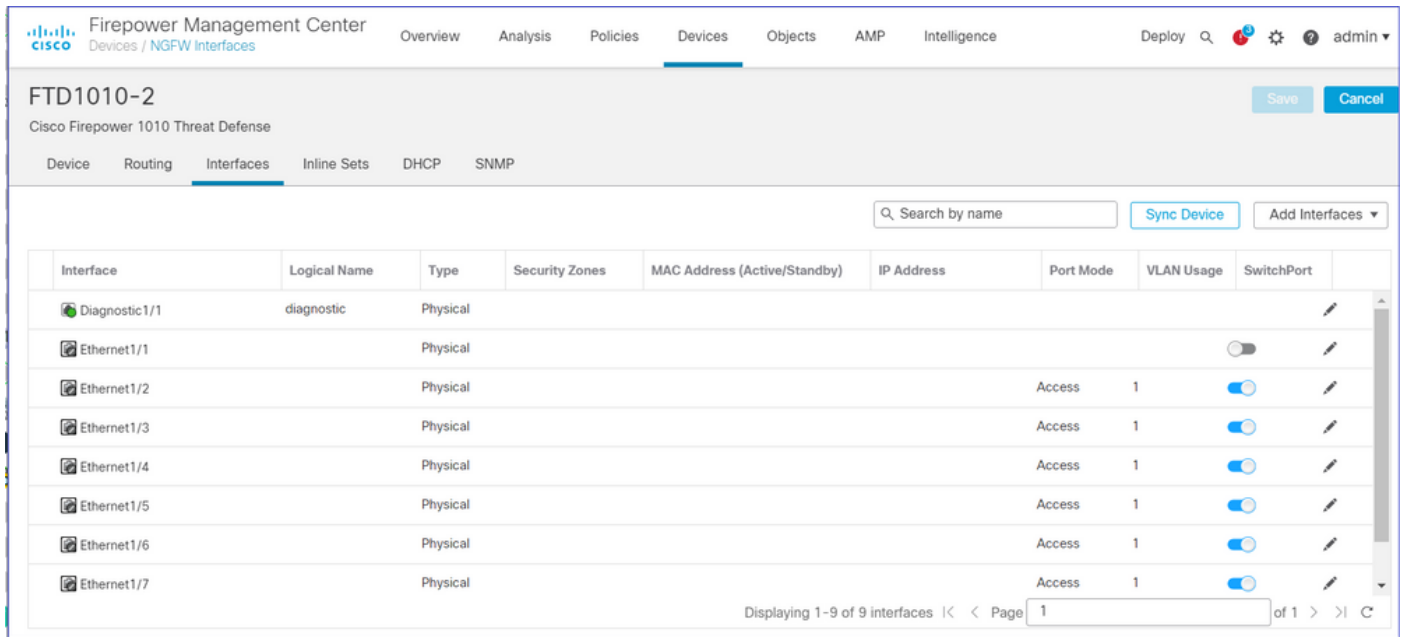 Firepower Management Center
CISCO Devices / NGFW Interfaces Overview Analysis Policies Devices Objects AMP Intelligence Deploy 3 admin
FTD1010-2
Save Cancel
Cisco Firepower 1010 Threat Defense
Device Routing Interfaces Inline Sets DHCP SNMP
Search by name Sync Device Add Interfaces
Interface Logical Name Type Security Zones MAC Address (Active/Standby) IP Address Port Mode VLAN Usage SwitchPort
Diagnostic1/1 diagnostic Physical
Ethernet1/1 Physical
Ethernet1/2 Physical Access 1
Ethernet1/3 Physical Access 1
Ethernet1/4 Physical Access 1
Ethernet1/5 Physical Access 1
Ethernet1/6 Physical Access 1
Ethernet1/7 Physical Access 1
Displaying 1-9 of 9 interfaces |< < Page 1 of 1 > >| C